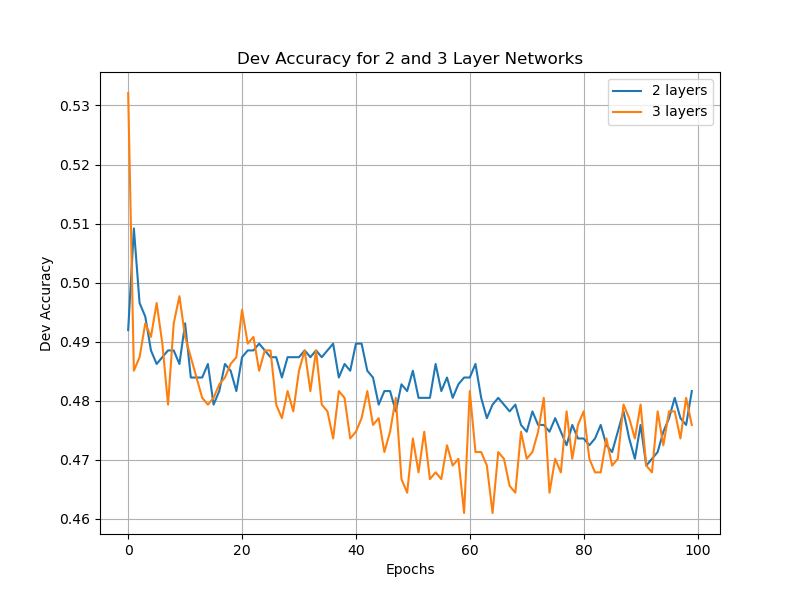 Dev Accuracy for 2 and 3 Layer Networks
2 layers
3 layers
0.53
0.52
0.51
0.50
0.49
0.48
0.47
0.46
Dev Accuracy
0
20
40
60
80
100
Epochs